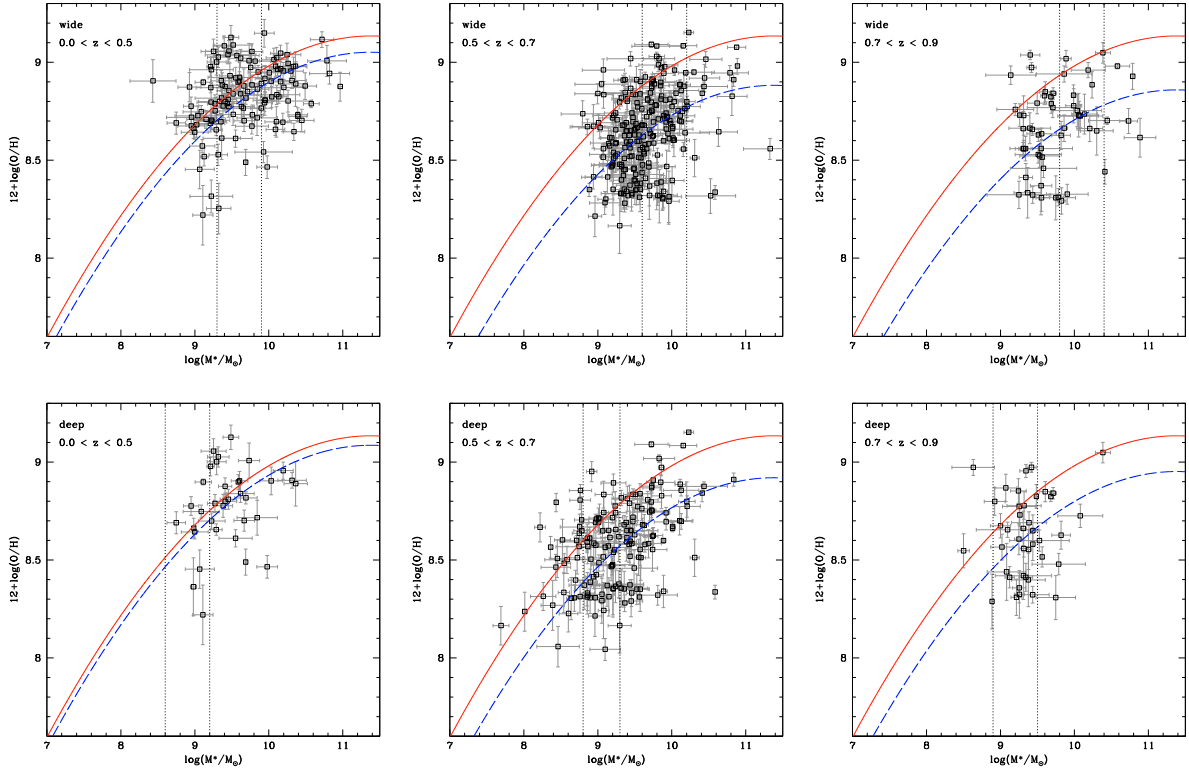 wide
0.0 < z < 0.5
9
8.5
8
12+log(O/H)
7 8 9 10 11
log(M*/M⊙)
wide
0.5 < z < 0.7
9
8.5
8
12+log(O/H)
7 8 9 10 11
log(M*/M⊙)
wide
0.7 < z < 0.9
9
8.5
8
12+log(O/H)
7 8 9 10 11
log(M*/M⊙)
deep
0.0 < z < 0.5
9
8.5
8
12+log(O/H)
7 8 9 10 11
log(M*/M⊙)
deep
0.5 < z < 0.7
9
8.5
8
12+log(O/H)
7 8 9 10 11
log(M*/M⊙)
deep
0.7 < z < 0.9
9
8.5
8
12+log(O/H)
7 8 9 10 11
log(M*/M⊙)